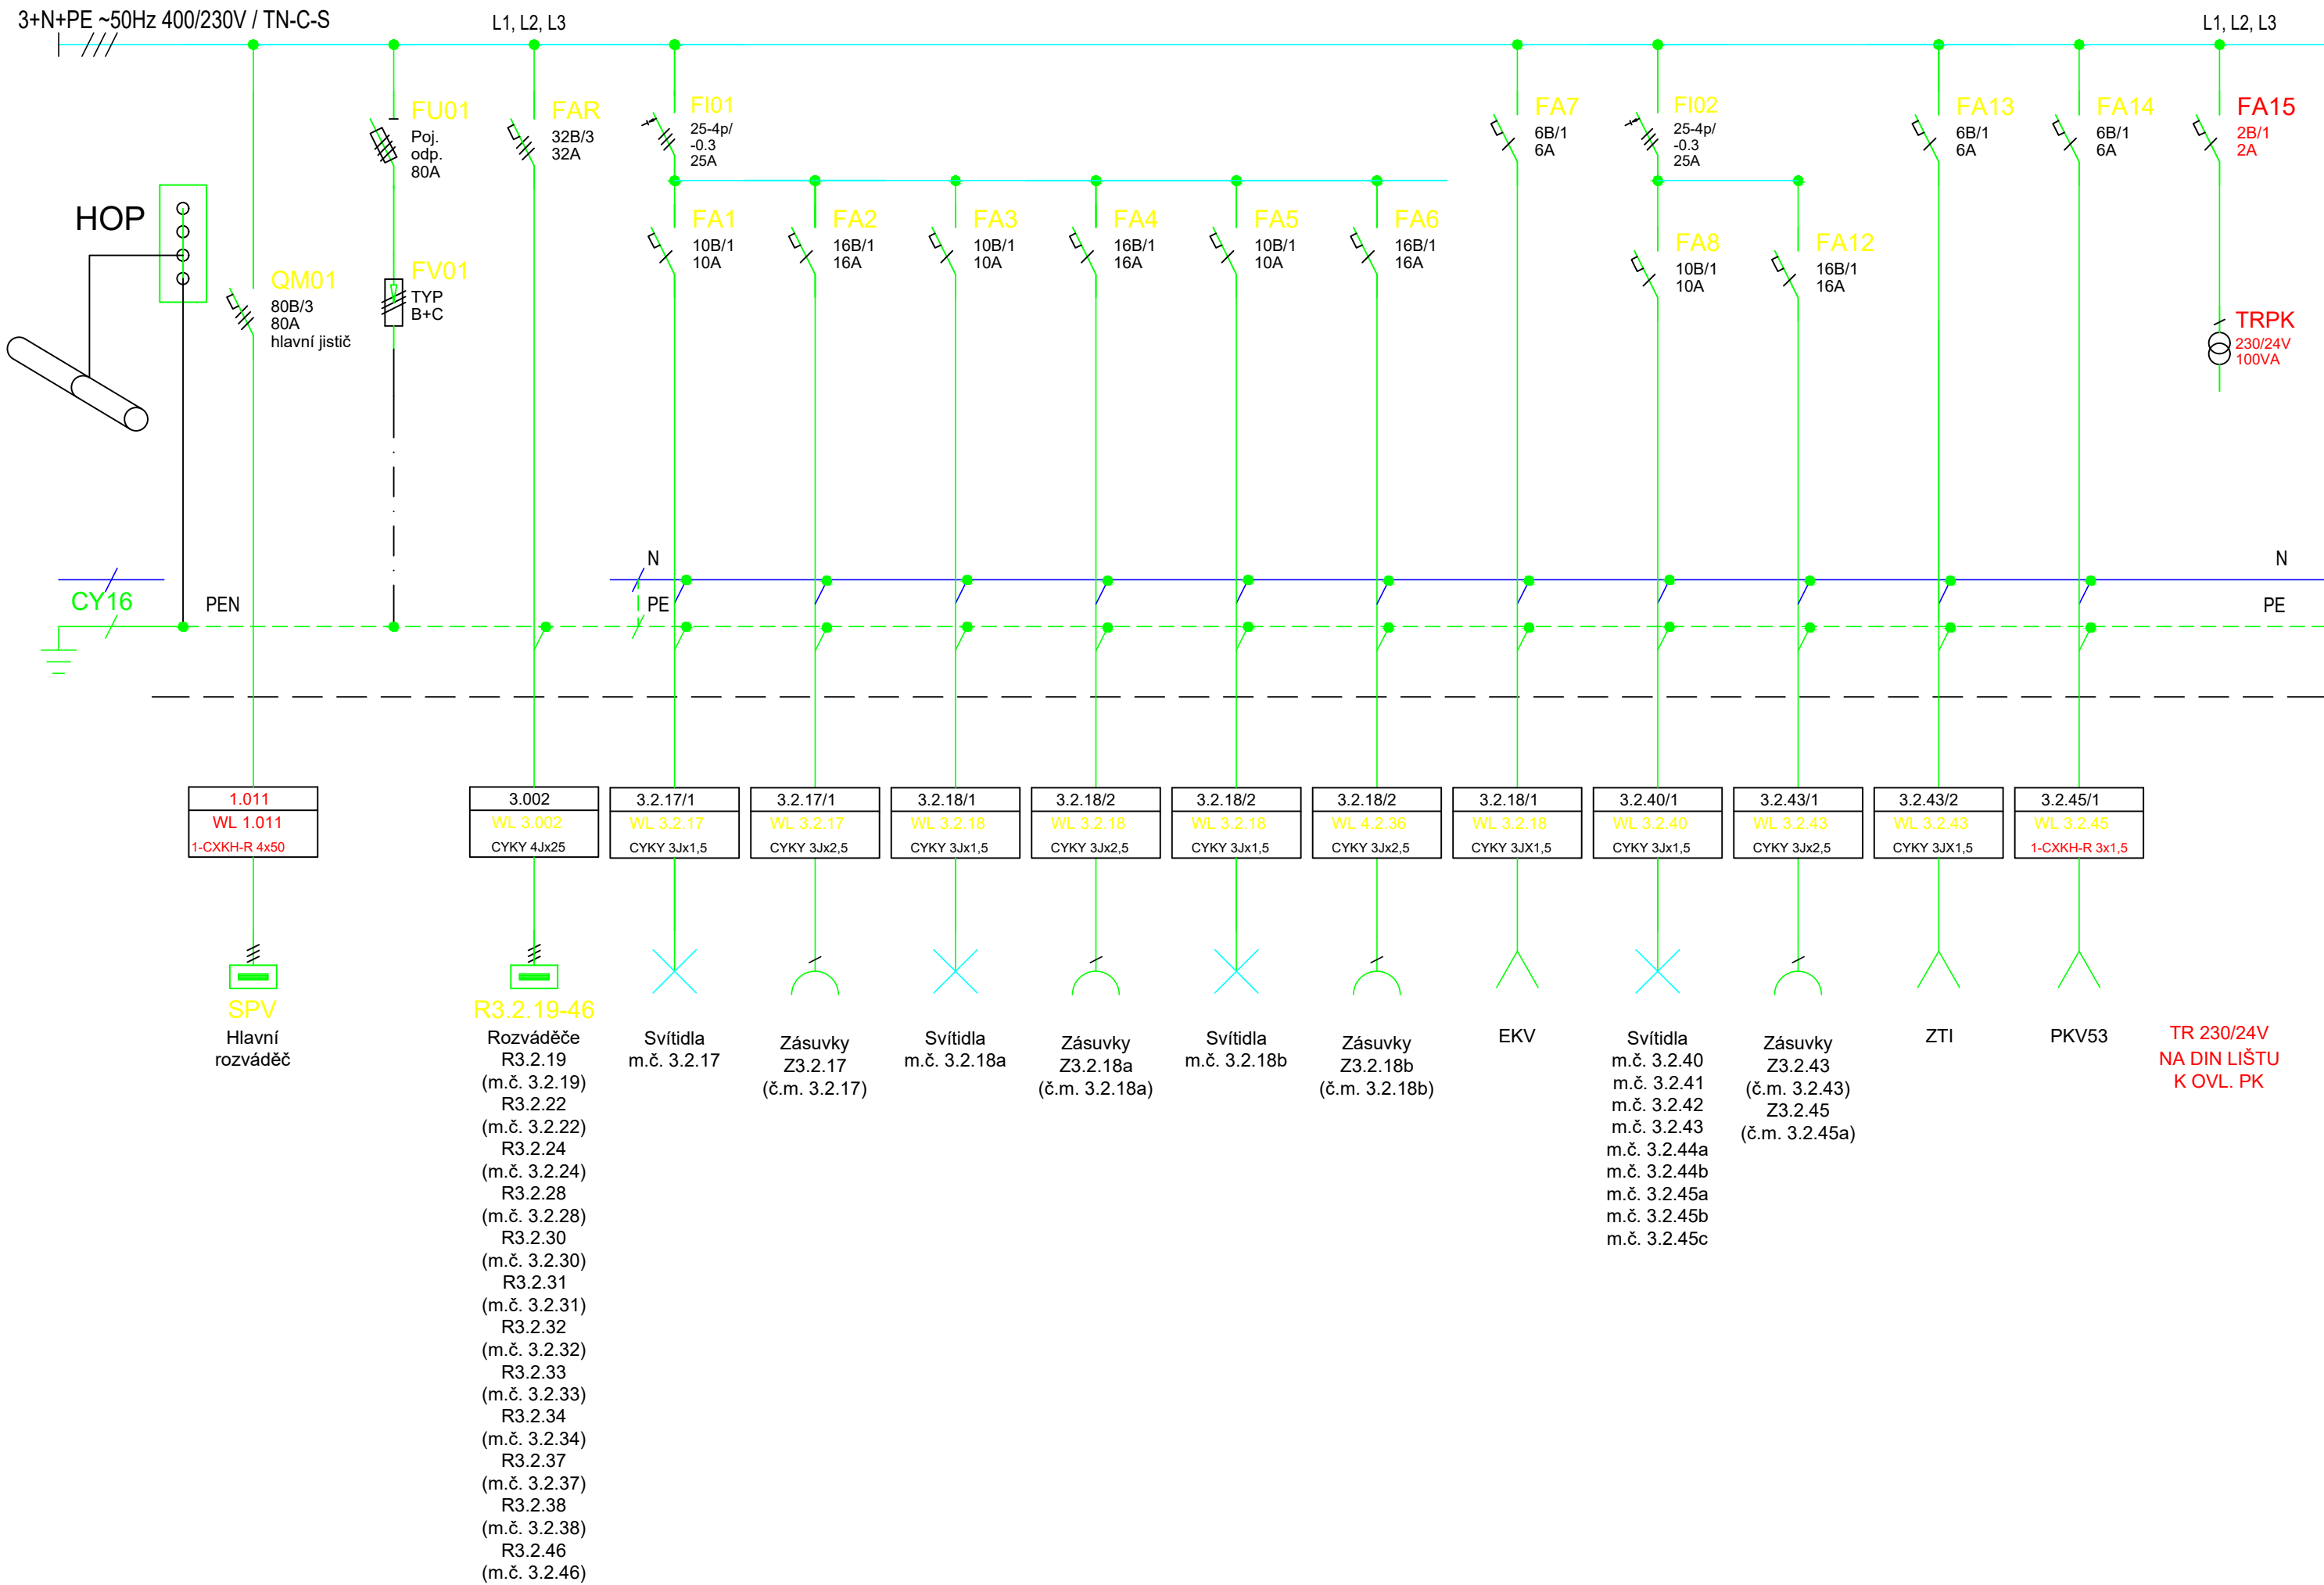 3+N+PE ~50Hz 400/230V / TN-C-S
L1, L2, L3
L1, L2, L3
HOP
QM01
80B/3
80A
hlavní jistič
FU01
Poj.
odp.
80A
FV01
TYP
B+C
FAR
32B/3
32A
FI01
25-4p/
-0.3
25A
FA1
10B/1
10A
FA2
16B/1
16A
FA3
10B/1
10A
FA4
16B/1
16A
FA5
10B/1
10A
FA6
16B/1
16A
FA7
6B/1
6A
FI02
25-4p/
-0.3
25A
FA8
10B/1
10A
FA12
16B/1
16A
FA13
6B/1
6A
FA14
6B/1
6A
FA15
2B/1
2A
TRPK
230/24V
100VA
N
N
CY16
PEN
PE
PE
1.011
WL 1.011
1-CXKH-R 4x50
3.002
WL 3.002
CYKY 4Jx25
3.2.17/1
WL 3.2.17
CYKY 3Jx1,5
3.2.17/1
WL 3.2.17
CYKY 3Jx2,5
3.2.18/1
WL 3.2.18
CYKY 3Jx1,5
3.2.18/2
WL 3.2.18
CYKY 3Jx2,5
3.2.18/2
WL 3.2.18
CYKY 3Jx1,5
3.2.18/2
WL 4.2.36
CYKY 3Jx2,5
3.2.18/1
WL 3.2.18
CYKY 3JX1,5
3.2.40/1
WL 3.2.40
CYKY 3Jx1,5
3.2.43/1
WL 3.2.43
CYKY 3Jx2,5
3.2.43/2
WL 3.2.43
CYKY 3JX1,5
3.2.45/1
WL 3.2.45
1-CXKH-R 3x1,5
SPV
Hlavní
rozváděč
R3.2.19-46
Rozváděče
R3.2.19
(m.č. 3.2.19)
R3.2.22
(m.č. 3.2.22)
R3.2.24
(m.č. 3.2.24)
R3.2.28
(m.č. 3.2.28)
R3.2.30
(m.č. 3.2.30)
R3.2.31
(m.č. 3.2.31)
R3.2.32
(m.č. 3.2.32)
R3.2.33
(m.č. 3.2.33)
R3.2.34
(m.č. 3.2.34)
R3.2.37
(m.č. 3.2.37)
R3.2.38
(m.č. 3.2.38)
R3.2.46
(m.č. 3.2.46)
Svítidla
m.č. 3.2.17
Zásuvky
Z3.2.17
(č.m. 3.2.17)
Svítidla
m.č. 3.2.18a
Zásuvky
Z3.2.18a
(č.m. 3.2.18a)
Svítidla
m.č. 3.2.18b
Zásuvky
Z3.2.18b
(č.m. 3.2.18b)
EKV
Svítidla
m.č. 3.2.40
m.č. 3.2.41
m.č. 3.2.42
m.č. 3.2.43
m.č. 3.2.44a
m.č. 3.2.44b
m.č. 3.2.45a
m.č. 3.2.45b
m.č. 3.2.45c
Zásuvky
Z3.2.43
(č.m. 3.2.43)
Z3.2.45
(č.m. 3.2.45a)
ZTI
PKV53
TR 230/24V
NA DIN LIŠTU
K OVL. PK